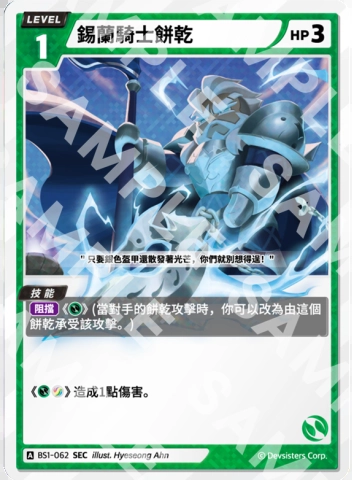 LEVEL
1
錫蘭騎士餅乾
HP3
"只要銀色盔甲還散發著光芒,你們就別想得逞!"
技能
阻擋《》(當對手的餅乾攻擊時,你可以改為由這個
餅乾承受該攻擊。)
《》造成1點傷害。
A BS1-062 SEC illust. Hyeseong Ahn
© Devsisters Corp.
SAMPLE